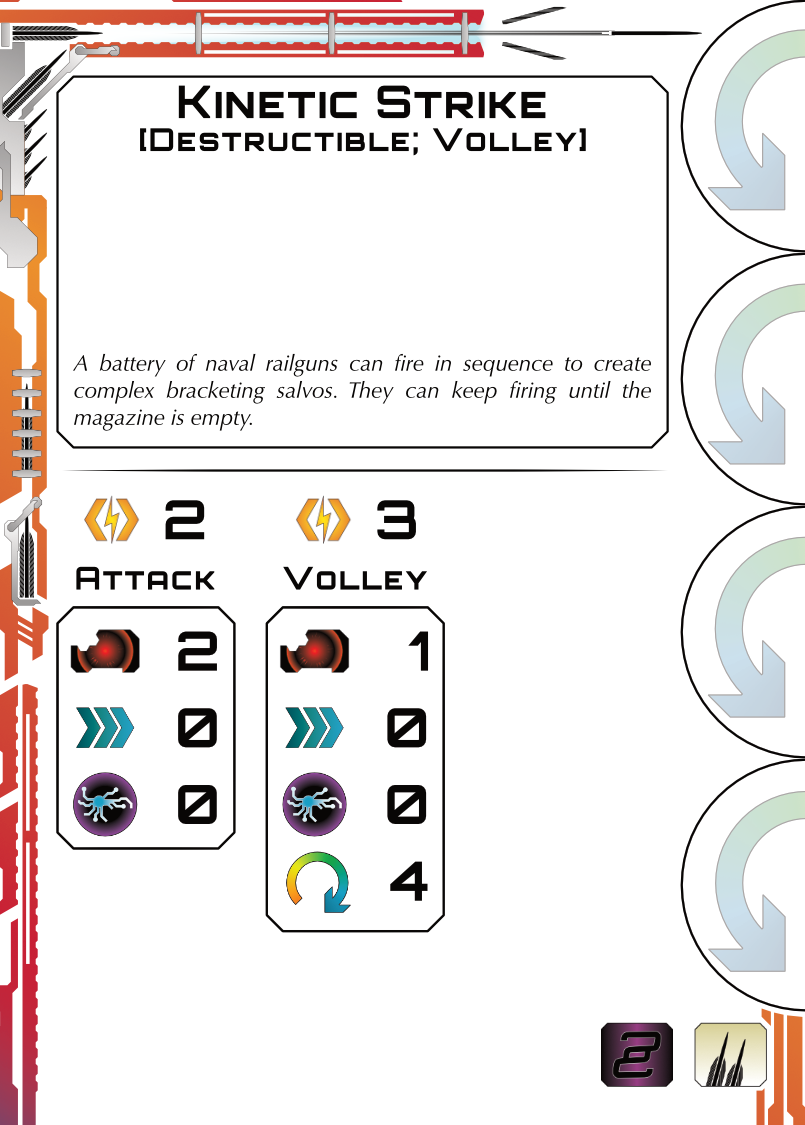 Kinetic Strike
[Destructible; Volley]
A battery of naval railguns can fire in sequence to create
complex bracketing salvos. They can keep firing until the
magazine is empty.
2 3
Attack Volley
2 1
0 0
0 0
4
2